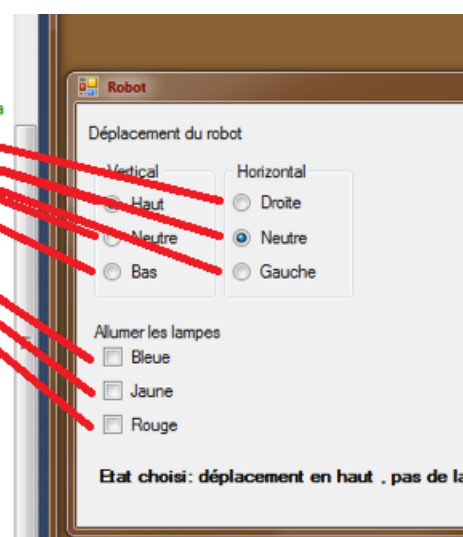 Robot
Déplacement du robot
Vertical Horizontal
Haut Droite
Neutre Neutre
Bas Gauche
Allumer les lampes
Bleue
Jaune
Rouge
Etat choisi: déplacement en haut , pas de la